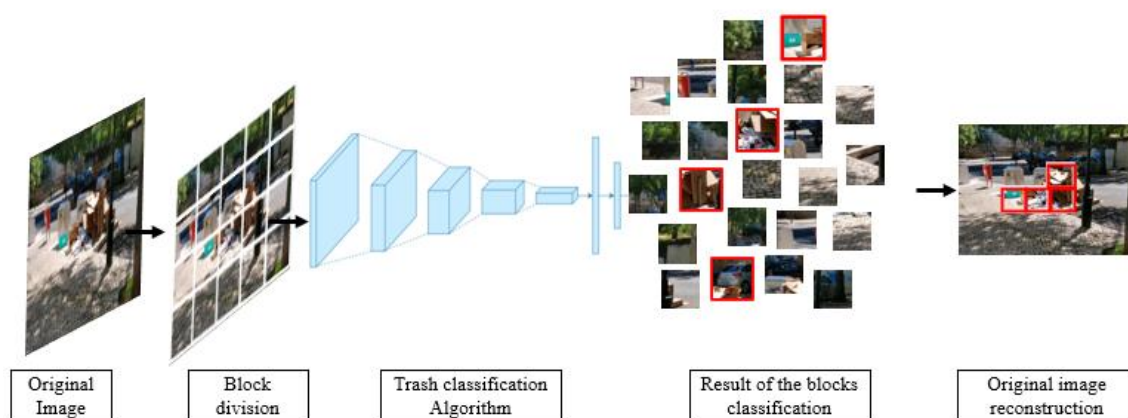 Original
Image
Block
division
Trash classification
Algorithm
Result of the blocks
classification
Original image
reconstruction